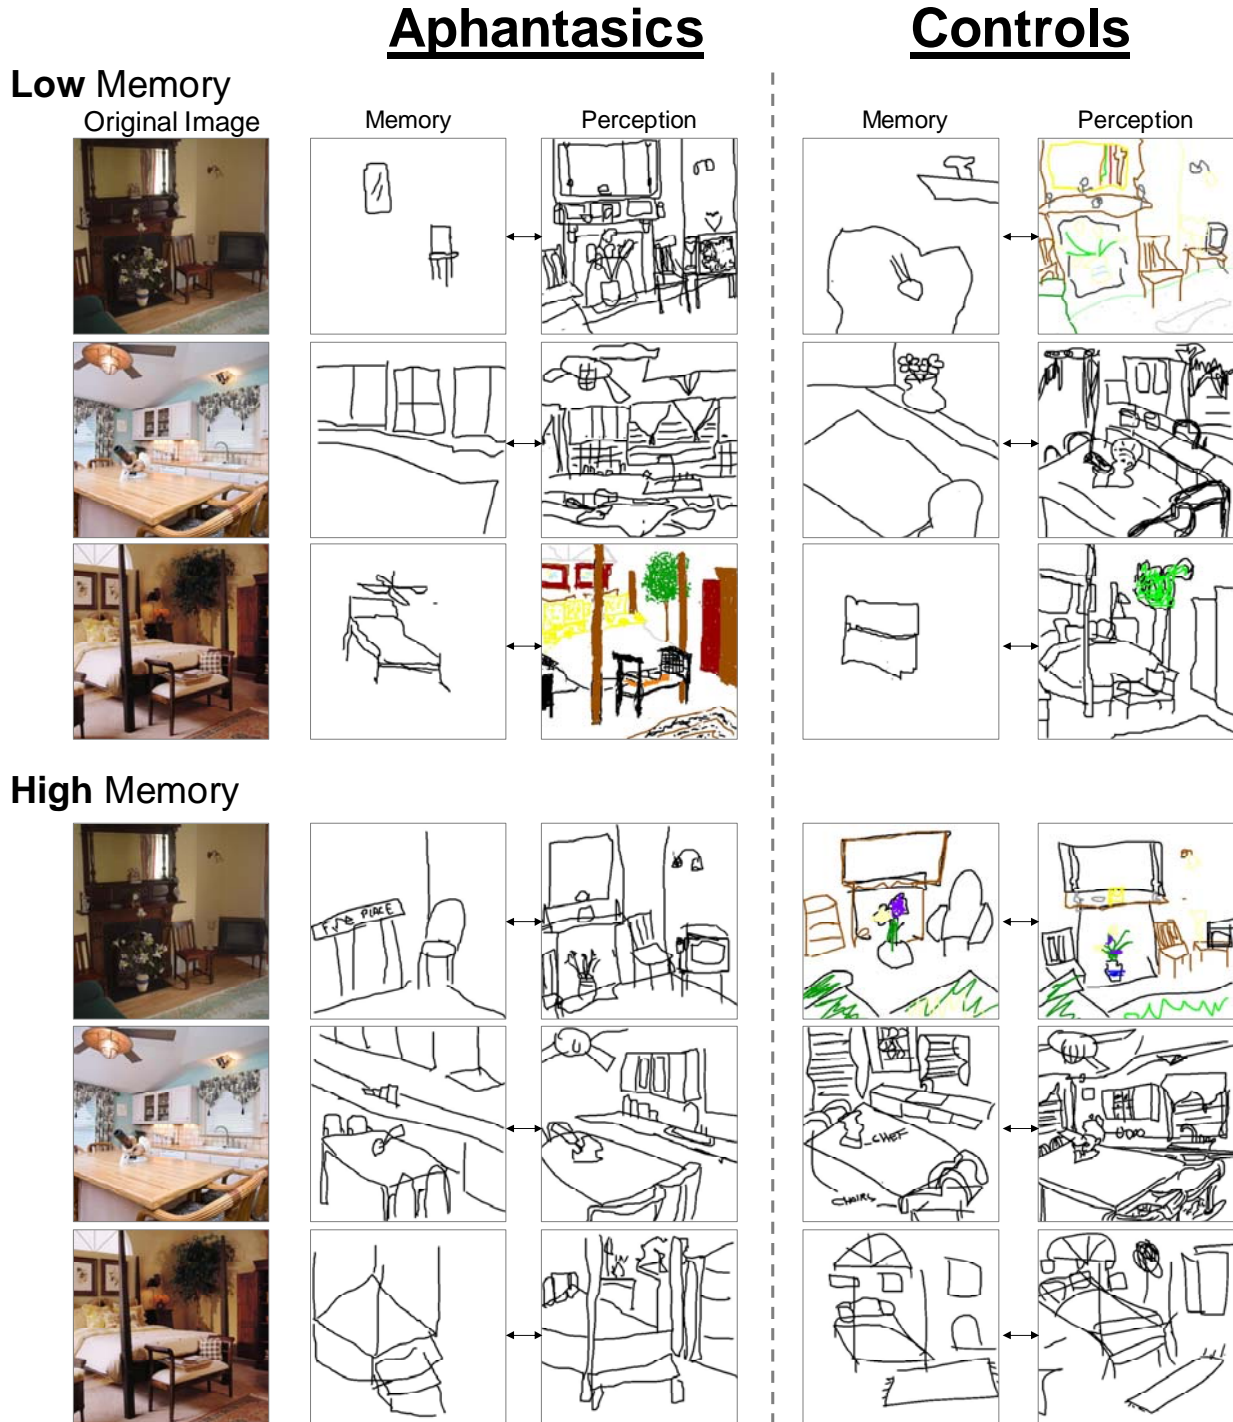 Aphantasics Controls
Low Memory
Original Image Memory Perception Memory Perception
High Memory
PLACE
CHEF
CHAIRS